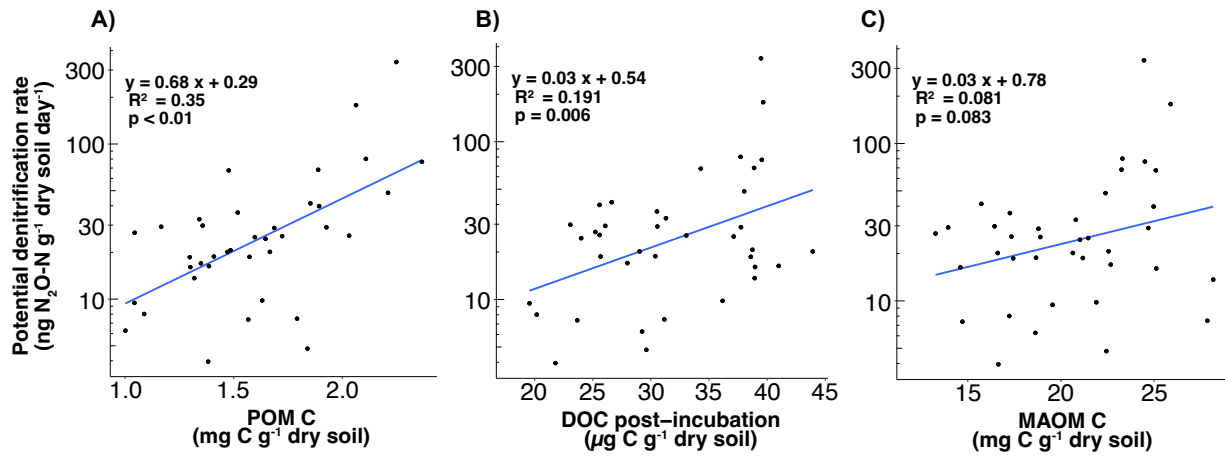 A)
B)
C)
Potential denitrification rate
(ng N₂O-N g⁻¹ dry soil day⁻¹)
y = 0.68 x + 0.29
R² = 0.35
p < 0.01
300
100
30
10
1.0
1.5
2.0
POM C
(mg C g⁻¹ dry soil)
y = 0.03 x + 0.54
R² = 0.191
p = 0.006
300
100
30
10
20
25
30
35
40
45
DOC post–incubation
(µg C g⁻¹ dry soil)
y = 0.03 x + 0.78
R² = 0.081
p = 0.083
300
100
30
10
15
20
25
MAOM C
(mg C g⁻¹ dry soil)